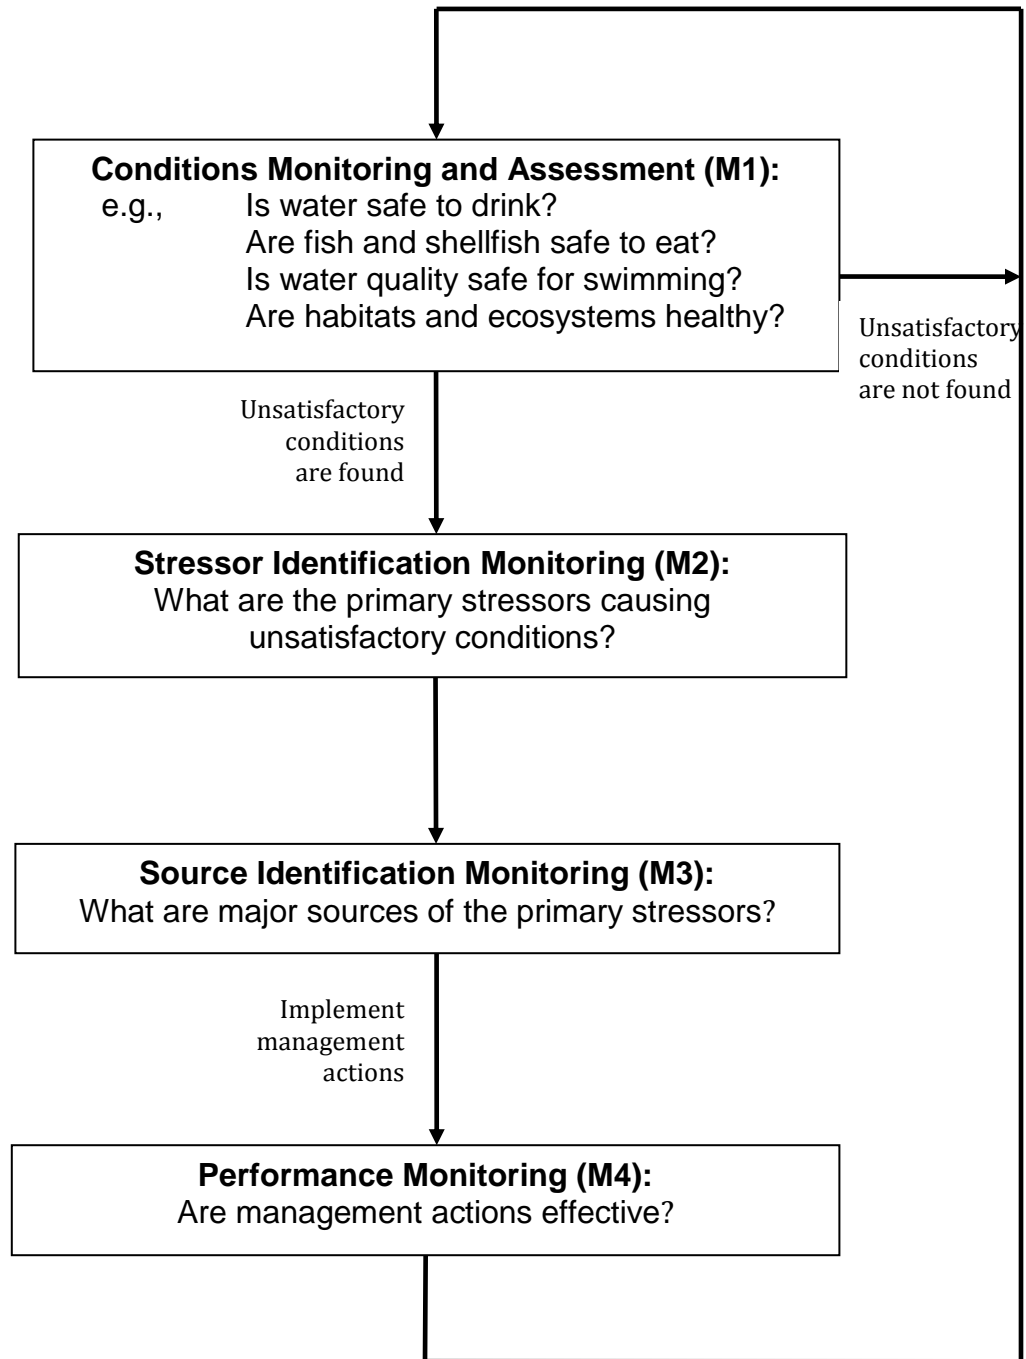 Conditions Monitoring and Assessment (M1):
e.g., Is water safe to drink?
Are fish and shellfish safe to eat?
Is water quality safe for swimming?
Are habitats and ecosystems healthy?
Unsatisfactory
conditions
are not found
Unsatisfactory
conditions
are found
Stressor Identification Monitoring (M2):
What are the primary stressors causing
unsatisfactory conditions?
Source Identification Monitoring (M3):
What are major sources of the primary stressors?
Implement
management
actions
Performance Monitoring (M4):
Are management actions effective?